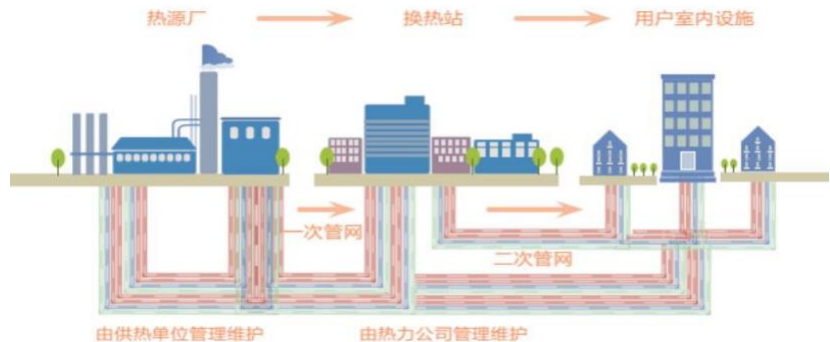 热源厂
换热站
用户室内设施
一次管网
二次管网
由供热单位管理维护
由热力公司管理维护